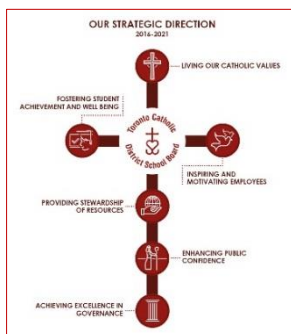 OUR STRATEGIC DIRECTION
2016-2021
LIVING OUR CATHOLIC VALUES
FOSTERING STUDENT
ACHIEVEMENT AND WELL BEING
Toronto Catholic
District School Board
INSPIRING AND
MOTIVATING EMPLOYEES
PROVIDING STEWARDSHIP
OF RESOURCES
ENHANCING PUBLIC
CONFIDENCE
ACHIEVING EXCELLENCE IN
GOVERNANCE